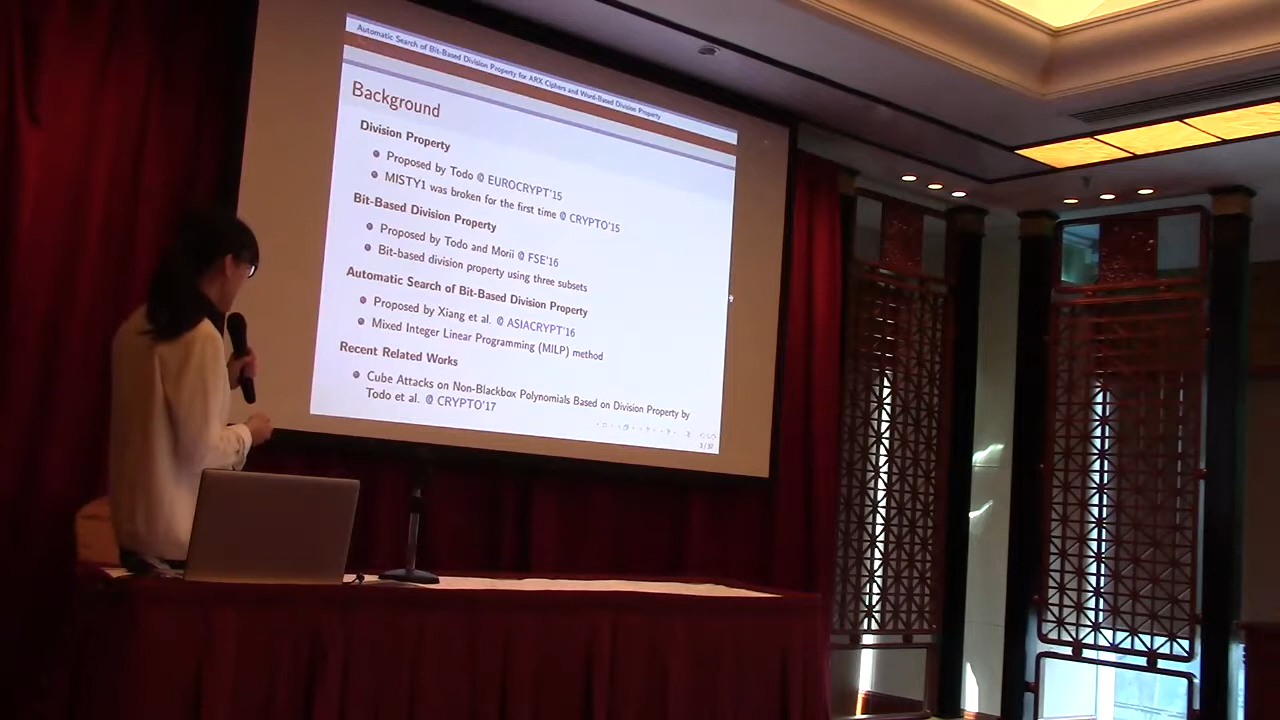 Automatic Search of Bit-Based Division Property for ARX Ciphers and Word-Based Division Property
Background
Division Property
Proposed by Todo @ EUROCRYPT'15
MISTY1 was broken for the first time @ CRYPTO'15
Bit-Based Division Property
Proposed by Todo and Morii @ FSE'16
Bit-based division property using three subsets
Automatic Search of Bit-Based Division Property
Proposed by Xiang et al. @ ASIACRYPT'16
Mixed Integer Linear Programming (MILP) method
Recent Related Works
Cube Attacks on Non-Blackbox Polynomials Based on Division Property by
Todo et al. @ CRYPTO'17